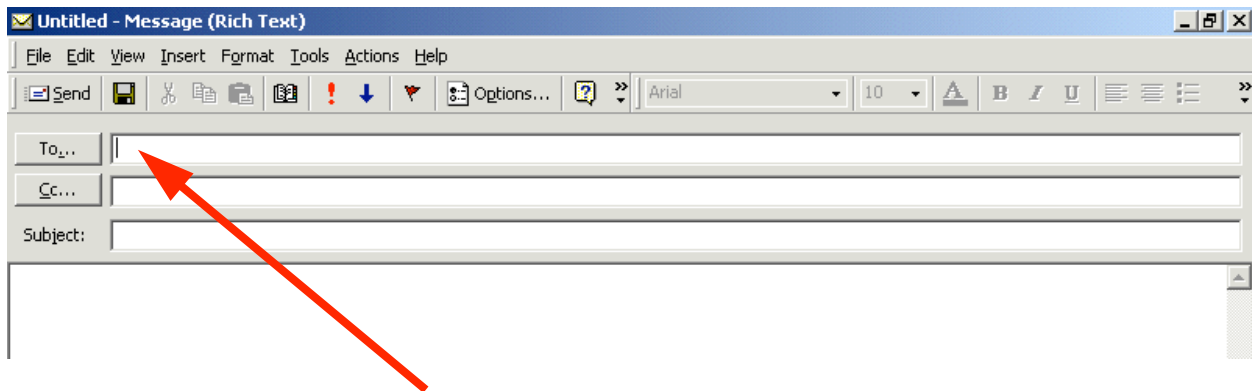 Untitled - Message (Rich Text)
File Edit View Insert Format Tools Actions Help
Send Options... Arial 10 A B I U
To...
Cc...
Subject: